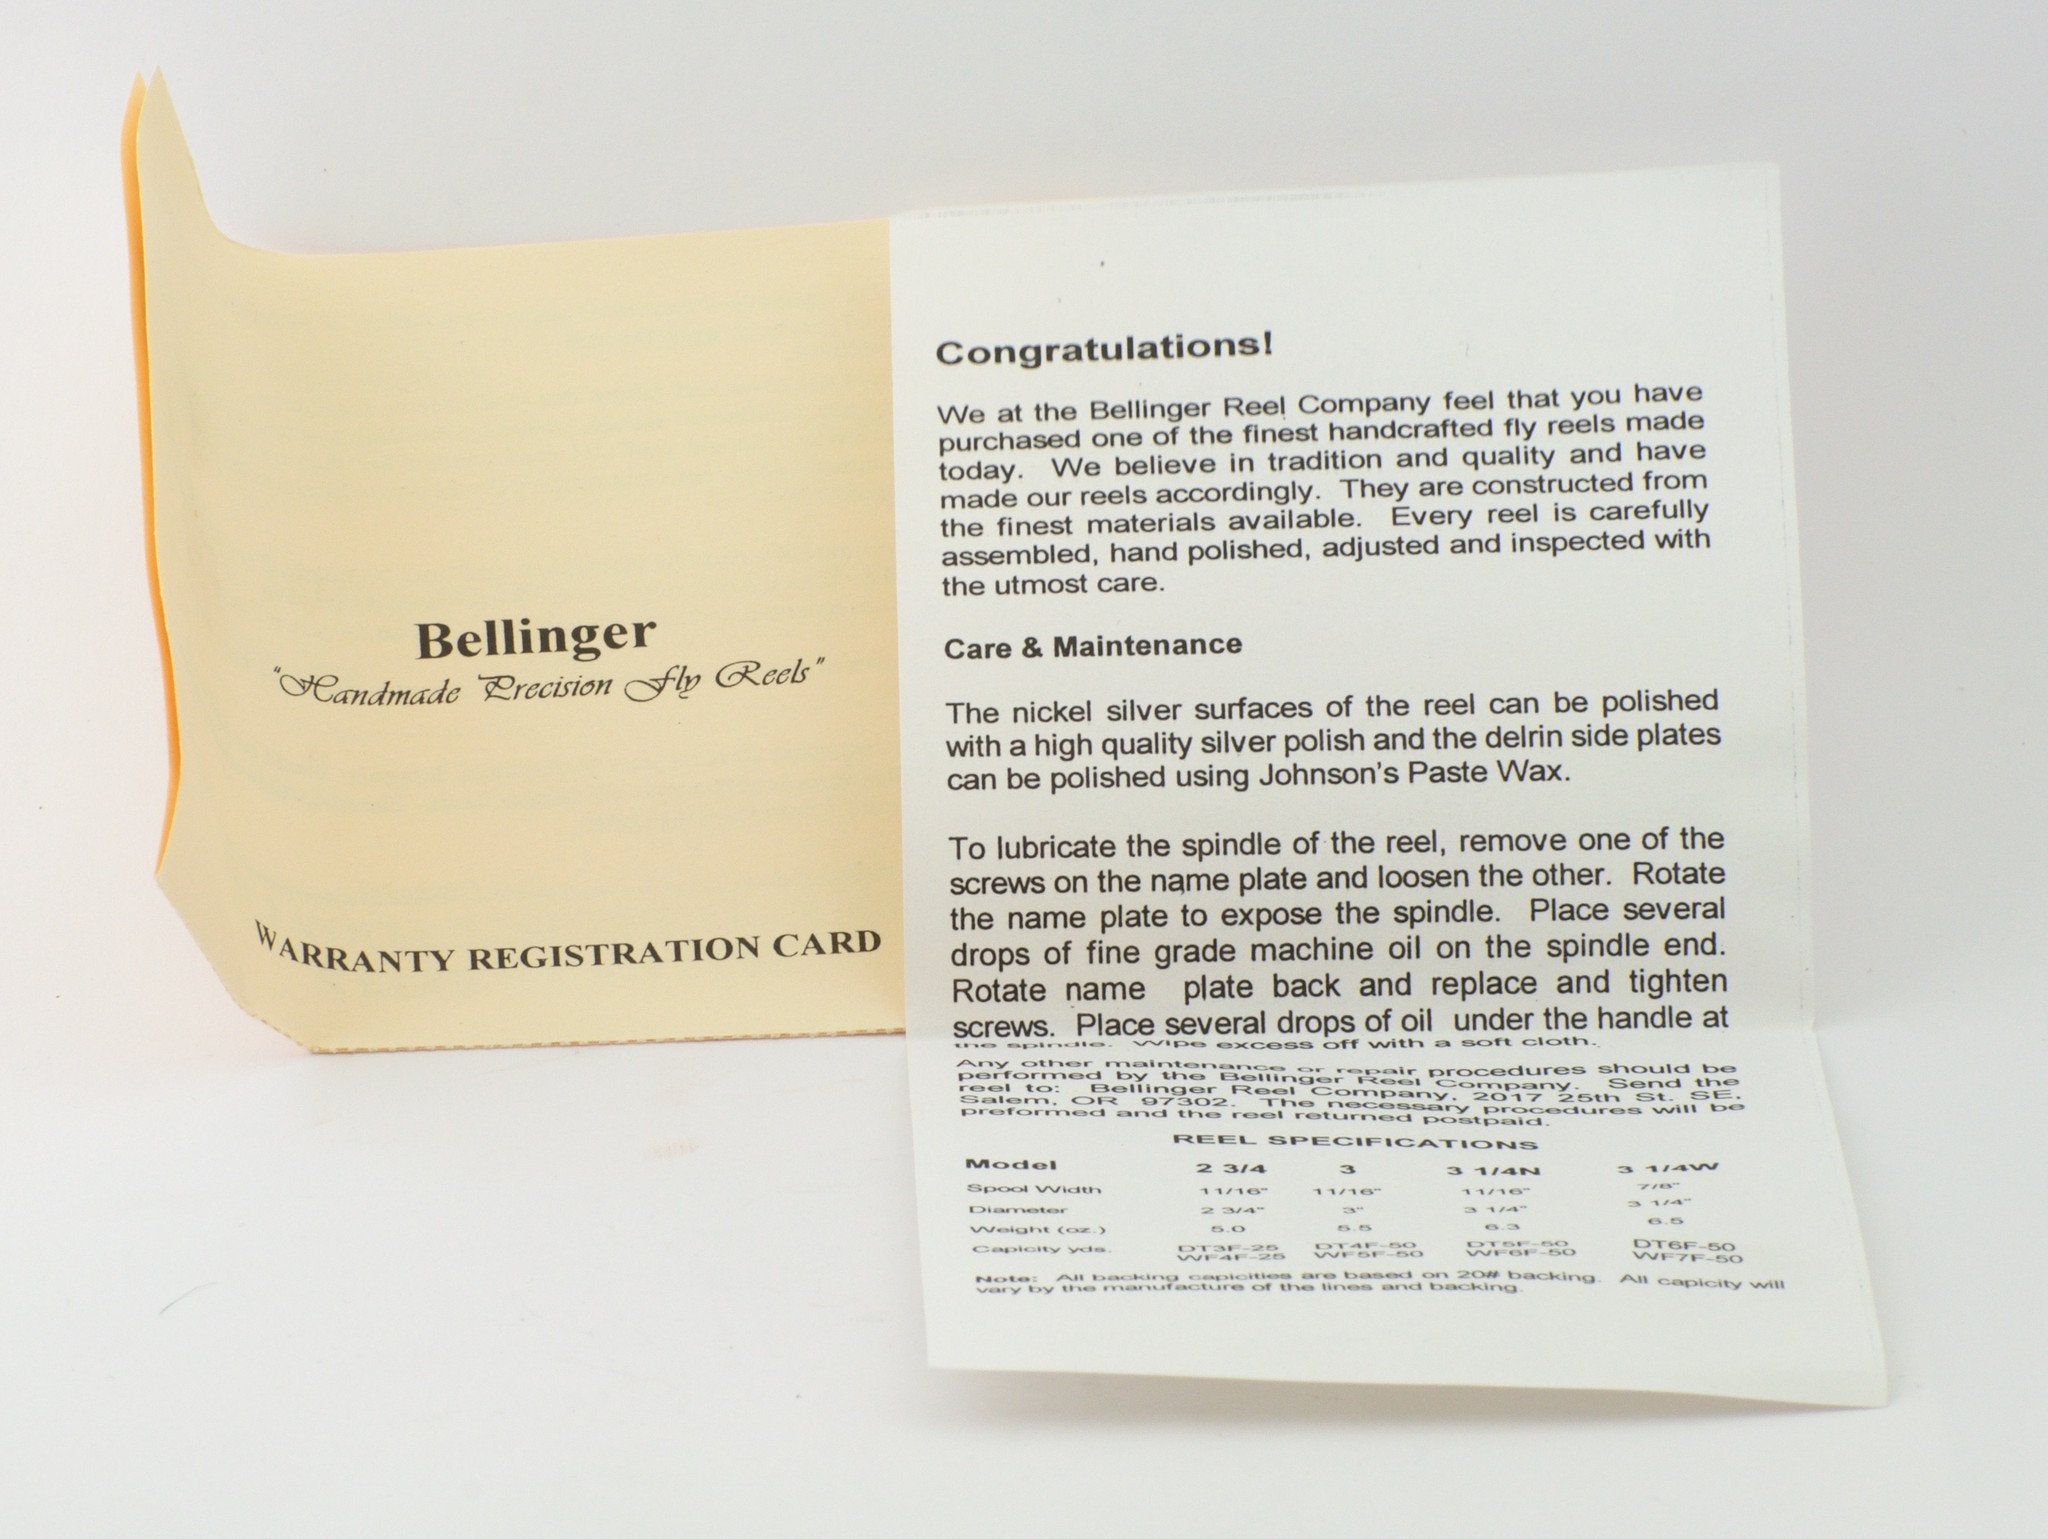 Bellinger
"Handmade Precision Fly Reels"
WARRANTY REGISTRATION CARD
Congratulations!
We at the Bellinger Reel Company feel that you have
purchased one of the finest handcrafted fly reels made
today. We believe in tradition and quality and have
made our reels accordingly. They are constructed from
the finest materials available. Every reel is carefully
assembled, hand polished, adjusted and inspected with
the utmost care.
Care & Maintenance
The nickel silver surfaces of the reel can be polished
with a high quality silver polish and the delrin side plates
can be polished using Johnson's Paste Wax.
To lubricate the spindle of the reel, remove one of the
screws on the name plate and loosen the other. Rotate
the name plate to expose the spindle. Place several
drops of fine grade machine oil on the spindle end.
Rotate name plate back and replace and tighten
screws. Place several drops of oil under the handle at
the spindle. Wipe excess off with a soft cloth.
Any other maintenance or repair procedures should be
performed by the Bellinger Reel Company. Send the
reel to: Bellinger Reel Company, 2017 25th St. SE,
Salem, OR 97302. The necessary procedures will be
preformed and the reel returned postpaid.
REEL SPECIFICATIONS
Model 2 3/4 3 3 1/4N 3 1/4W
Spool Width 11/16" 11/16" 11/16" 7/8"
Diameter 2 3/4" 3" 3 1/4" 3 1/4"
Weight (oz.) 5.0 5.5 6.3 6.5
Capicity yds. DT3F-25 DT4F-50 DT5F-50 DT6F-50
WF4F-25 WF5F-50 WF6F-50 WF7F-50
Note: All backing capicities are based on 20# backing. All capicity will
vary by the manufacture of the lines and backing.